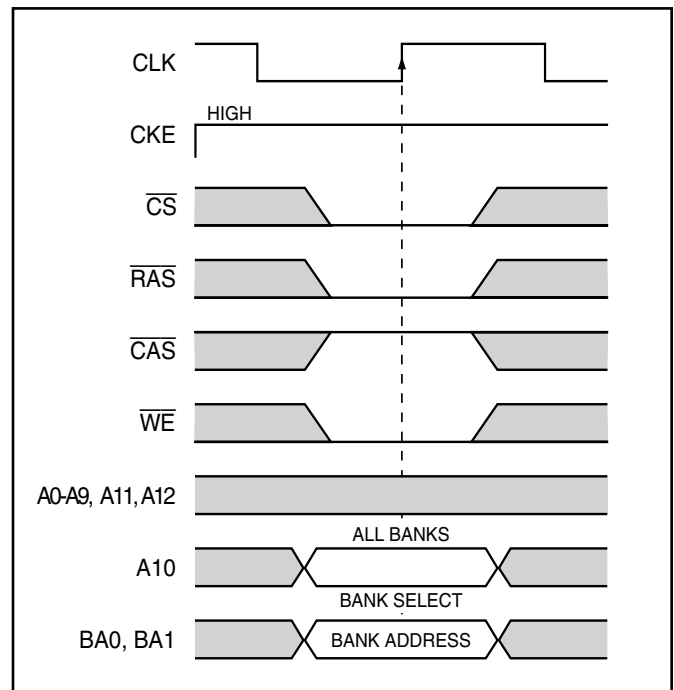 CLK
HIGH
CKE
CS
RAS
CAS
WE
A0-A9, A11, A12
ALL BANKS
A10
BANK SELECT
BA0, BA1 BANK ADDRESS